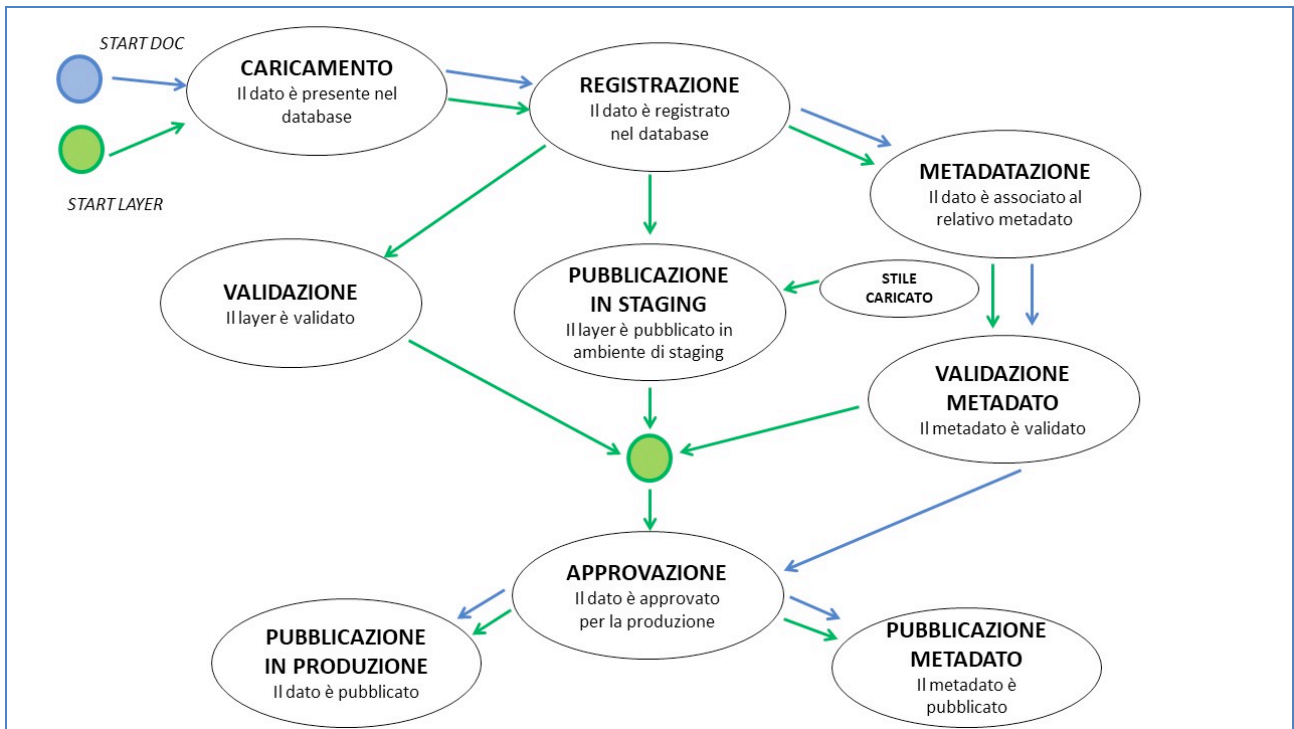 START DOC
CARICAMENTO
Il dato è presente nel
database
REGISTRAZIONE
Il dato è registrato
nel database
START LAYER
METADATAZIONE
Il dato è associato al
relativo metadato
VALIDAZIONE
Il layer è validato
PUBBLICAZIONE
IN STAGING
Il layer è pubblicato in
ambiente di staging
STILE
CARICATO
VALIDAZIONE
METADATO
Il metadato è validato
APPROVAZIONE
Il dato è approvato
per la produzione
PUBBLICAZIONE
IN PRODUZIONE
Il dato è pubblicato
PUBBLICAZIONE
METADATO
Il metadato è
pubblicato